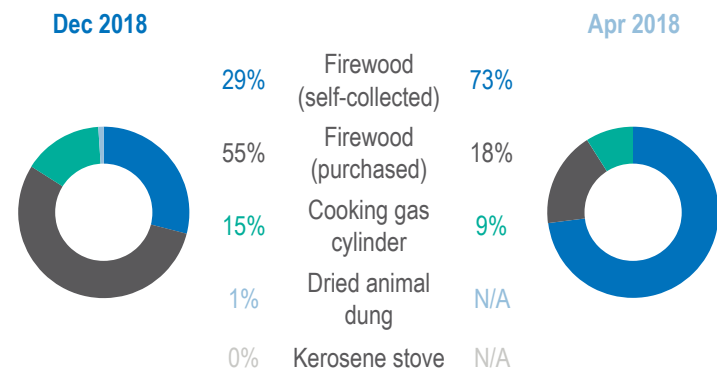 Dec 2018
Apr 2018
29%
Firewood
(self-collected)
73%
55%
Firewood
(purchased)
18%
15%
Cooking gas
cylinder
9%
1%
Dried animal
dung
N/A
0%
Kerosene stove
N/A